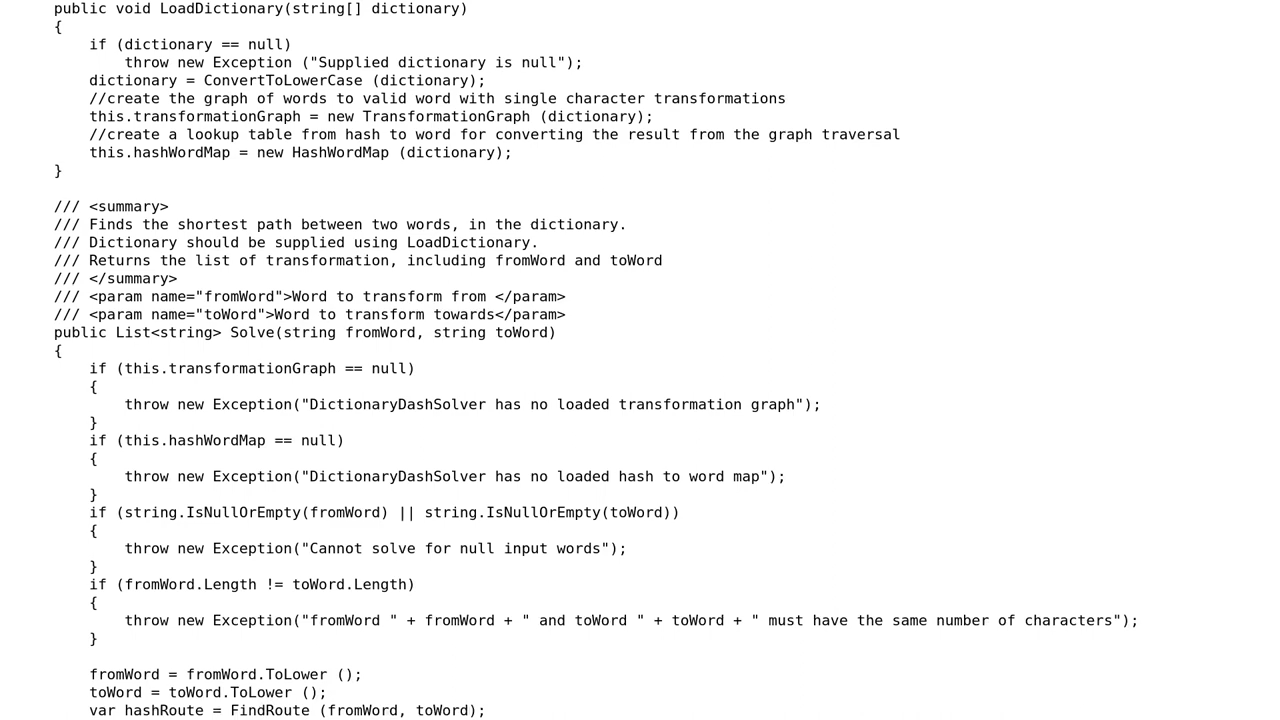 public void LoadDictionary(string[] dictionary)
{
    if (dictionary == null)
        throw new Exception ("Supplied dictionary is null");
    dictionary = ConvertToLowerCase (dictionary);
    //create the graph of words to valid word with single character transformations
    this.transformationGraph = new TransformationGraph (dictionary);
    //create a lookup table from hash to word for converting the result from the graph traversal
    this.hashWordMap = new HashWordMap (dictionary);
}

/// <summary>
/// Finds the shortest path between two words, in the dictionary.
/// Dictionary should be supplied using LoadDictionary.
/// Returns the list of transformation, including fromWord and toWord
/// </summary>
/// <param name="fromWord">Word to transform from </param>
/// <param name="toWord">Word to transform towards</param>
public List<string> Solve(string fromWord, string toWord)
{
    if (this.transformationGraph == null)
    {
        throw new Exception("DictionaryDashSolver has no loaded transformation graph");
    }
    if (this.hashWordMap == null)
    {
        throw new Exception("DictionaryDashSolver has no loaded hash to word map");
    }
    if (string.IsNullOrEmpty(fromWord) || string.IsNullOrEmpty(toWord))
    {
        throw new Exception("Cannot solve for null input words");
    }
    if (fromWord.Length != toWord.Length)
    {
        throw new Exception("fromWord " + fromWord + " and toWord " + toWord + " must have the same number of characters");
    }

    fromWord = fromWord.ToLower ();
    toWord = toWord.ToLower ();
    var hashRoute = FindRoute (fromWord, toWord);